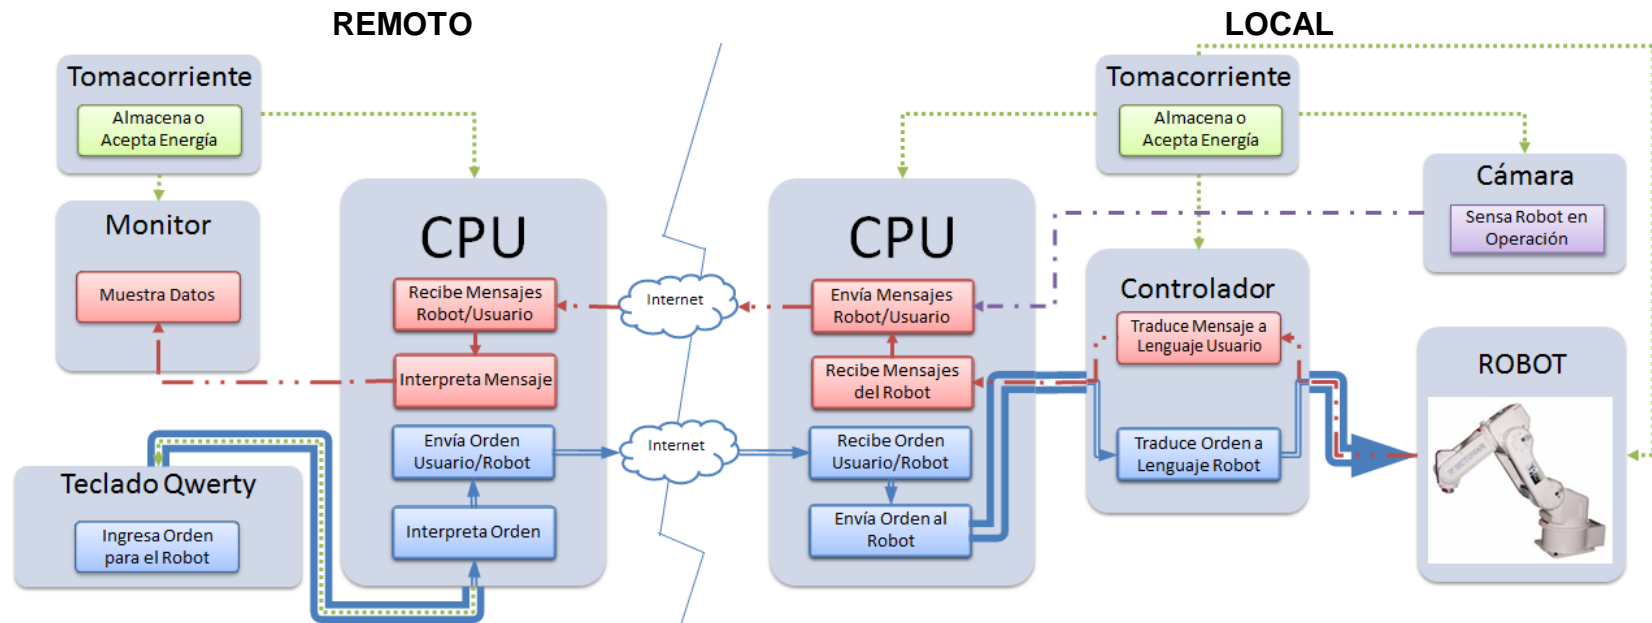 REMOTO
LOCAL
Tomacorriente
Almacena o
Acepta Energía
Monitor
Muestra Datos
Teclado Qwerty
Ingresa Orden
para el Robot
CPU
Recibe Mensajes
Robot/Usuario
Interpreta Mensaje
Envía Orden
Usuario/Robot
Interpreta Orden
Internet
Internet
CPU
Envía Mensajes
Robot/Usuario
Recibe Mensajes
del Robot
Recibe Orden
Usuario/Robot
Envía Orden al
Robot
Tomacorriente
Almacena o
Acepta Energía
Controlador
Traduce Mensaje a
Lenguaje Usuario
Traduce Orden a
Lenguaje Robot
Cámara
Sensa Robot en
Operación
ROBOT